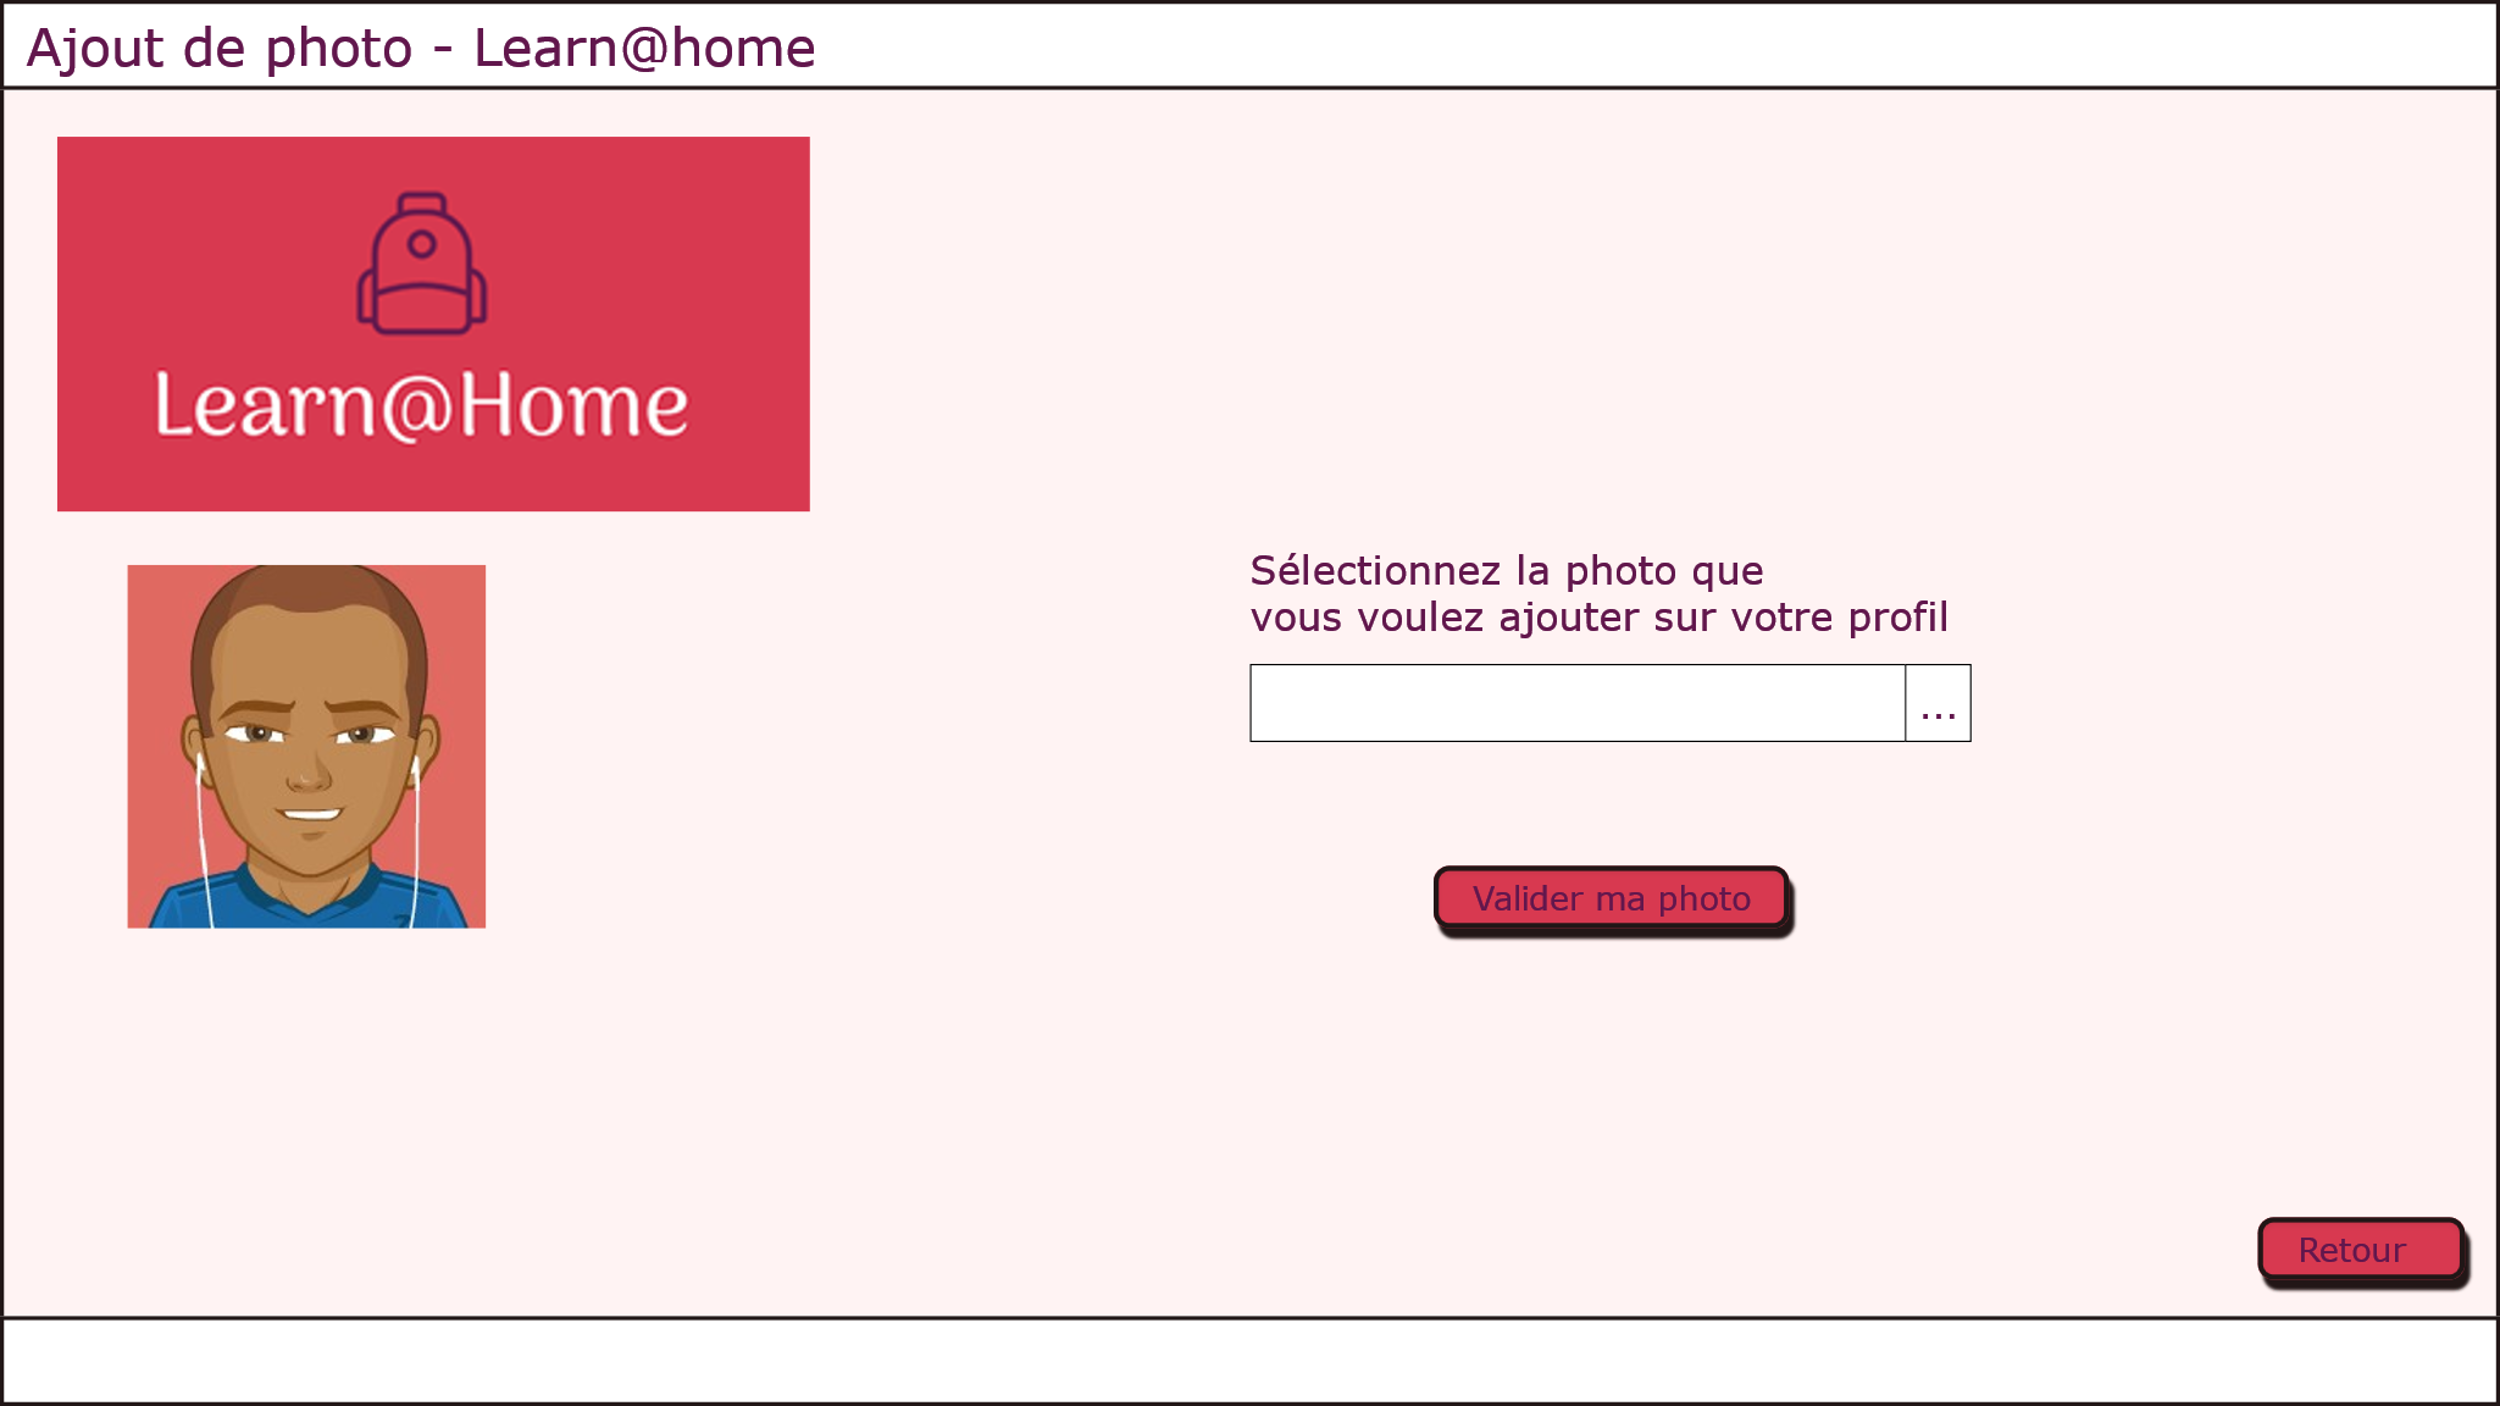 Ajout de photo - Learn@home
Learn@Home
Sélectionnez la photo que
vous voulez ajouter sur votre profil
...
Valider ma photo
Retour